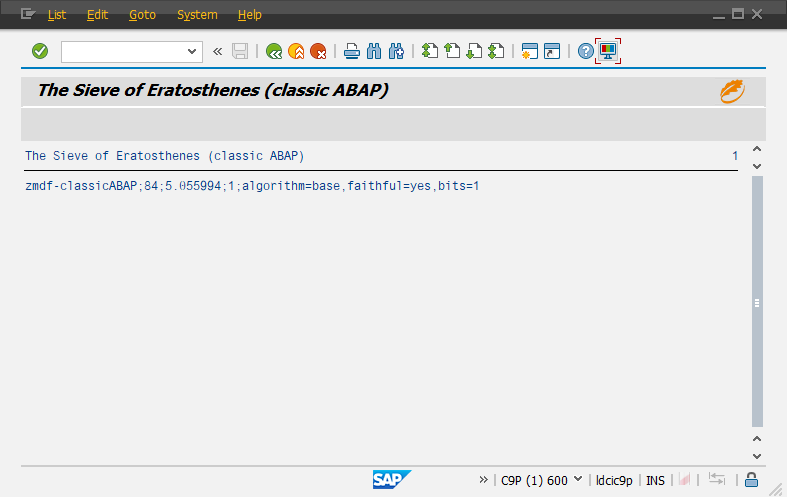 List Edit Goto System Help
The Sieve of Eratosthenes (classic ABAP)
The Sieve of Eratosthenes (classic ABAP) 1
zmdf-classicABAP;84;5.055994;1;algorithm=base,faithful=yes,bits=1
SAP C9P (1) 600 ldcic9p INS